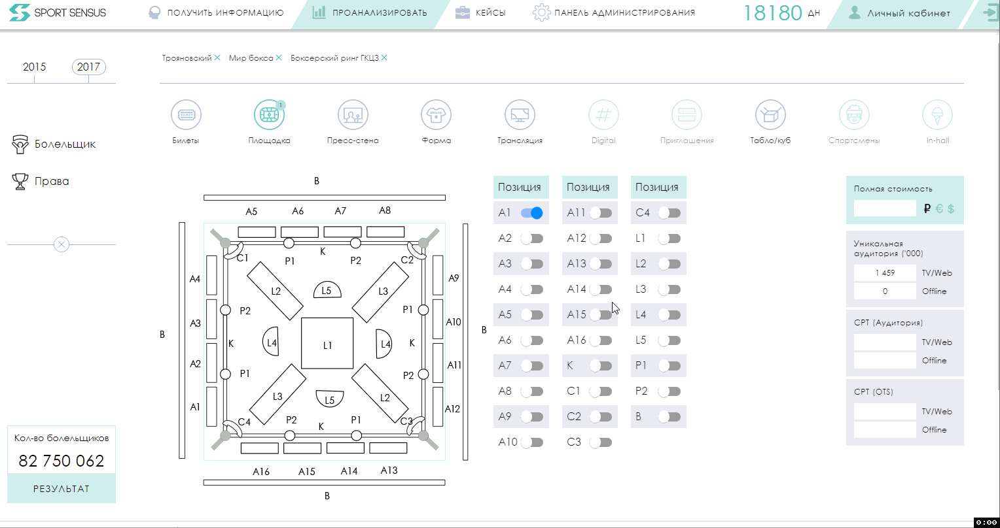 SPORT SENSUS
ПОЛУЧИТЬ ИНФОРМАЦИЮ
ПРОАНАЛИЗИРОВАТЬ
КЕЙСЫ
ПАНЕЛЬ АДМИНИСТРИРОВАНИЯ
18180 ДН
Личный кабинет
2015
2017
Трояновский
Мир бокса
Боксерский ринг ГКЦЗ
TICKET
1
BRAND
#
Билеты
Площадка
Пресс-стена
Форма
Трансляция
Digital
Приглашения
Табло/куб
Спортсмены
In-hall
Болельщик
Права
Кол-во болельщиков
82 750 062
РЕЗУЛЬТАТ
B
A5
A6
A7
A8
C1
K
C2
P1
P2
A4
L2
L5
L3
A9
A3
P2
P1
A10
B
K
L4
L1
L4
K
B
A2
P1
P2
A11
A1
L3
L5
L2
A12
C4
P2
K
P1
C3
A16
A15
A14
A13
B
Позиция
A1
A2
A3
A4
A5
A6
A7
A8
A9
A10
Позиция
A11
A12
A13
A14
A15
A16
K
C1
C2
C3
Позиция
C4
L1
L2
L3
L4
L5
P1
P2
B
Полная стоимость
₽ € $
Уникальная
аудитория ('000)
1 459 TV/Web
0 Offline
CPT (Аудитория)
TV/Web
Offline
CPT (OTS)
TV/Web
Offline
0:00